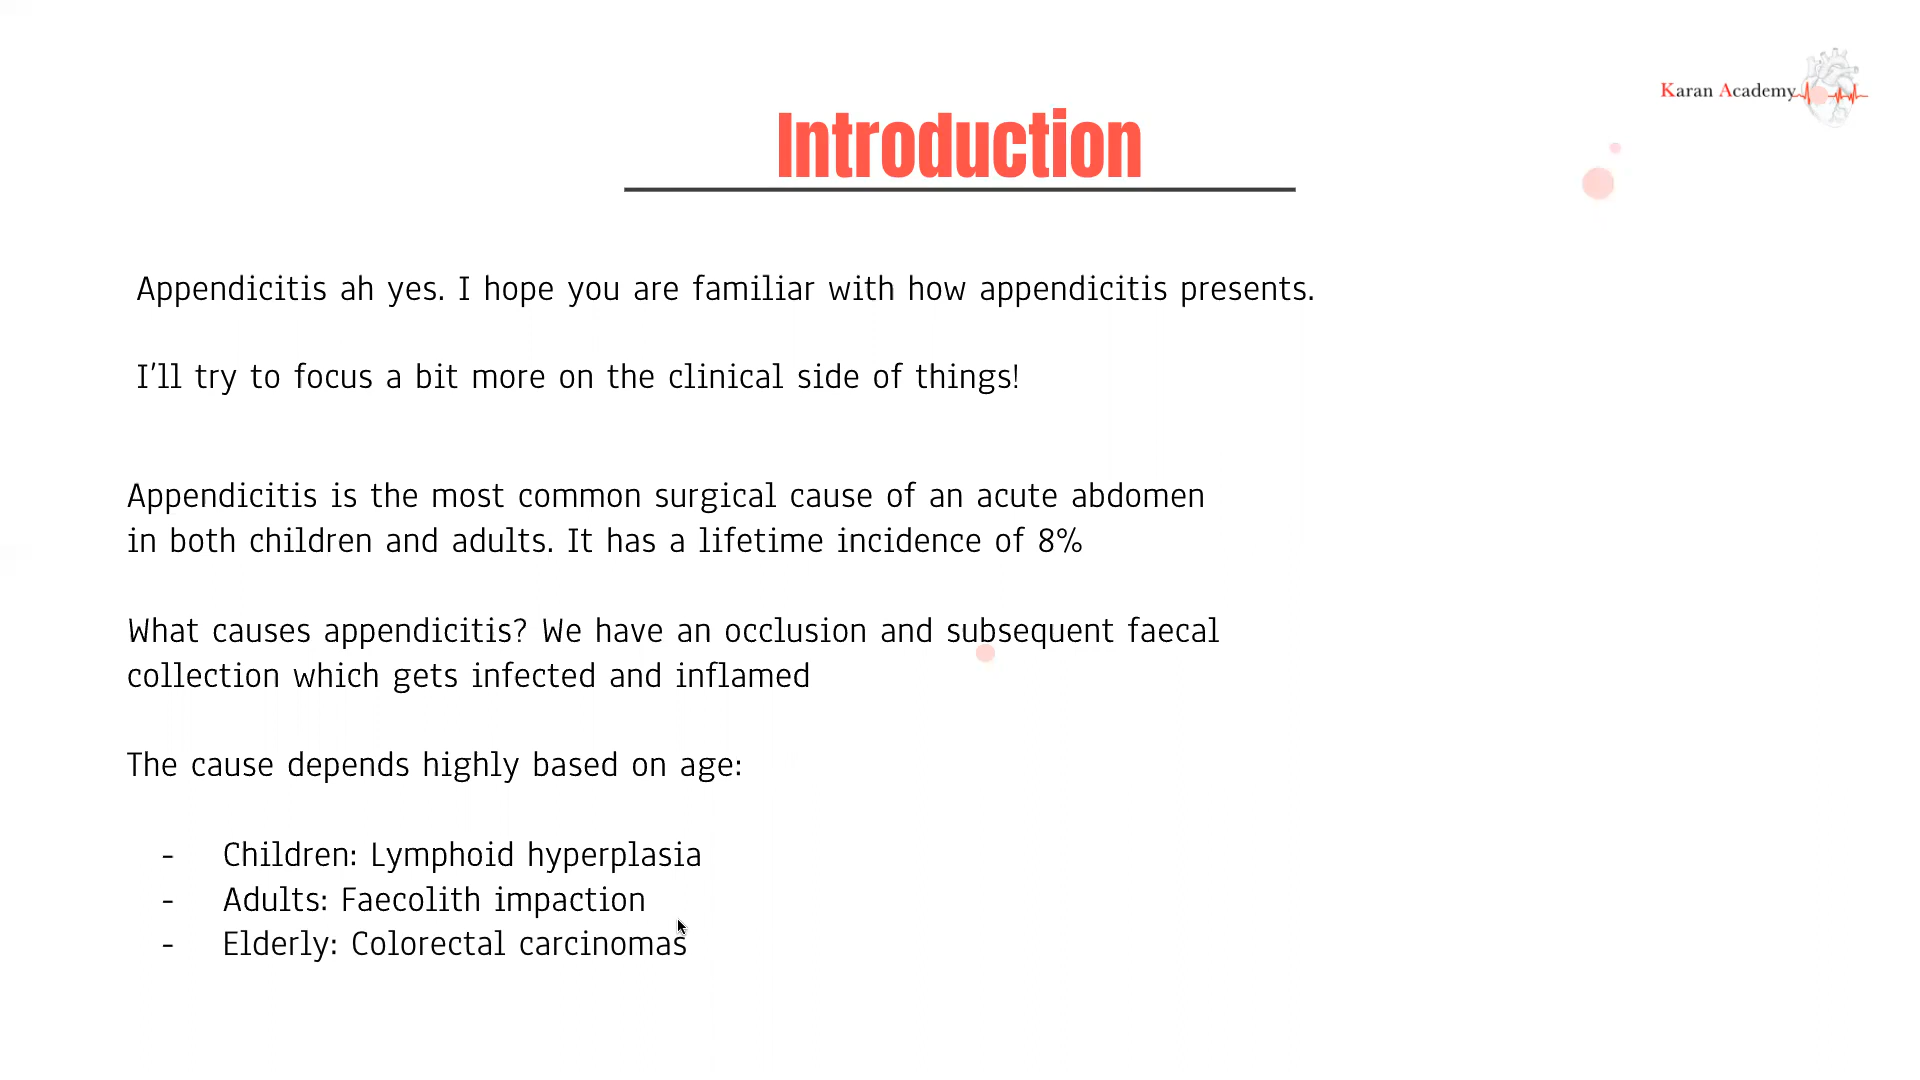 Karan Academy
Introduction
Appendicitis ah yes. I hope you are familiar with how appendicitis presents.
I'll try to focus a bit more on the clinical side of things!
Appendicitis is the most common surgical cause of an acute abdomen
in both children and adults. It has a lifetime incidence of 8%
What causes appendicitis? We have an occlusion and subsequent faecal
collection which gets infected and inflamed
The cause depends highly based on age:
- Children: Lymphoid hyperplasia
- Adults: Faecolith impaction
- Elderly: Colorectal carcinomas